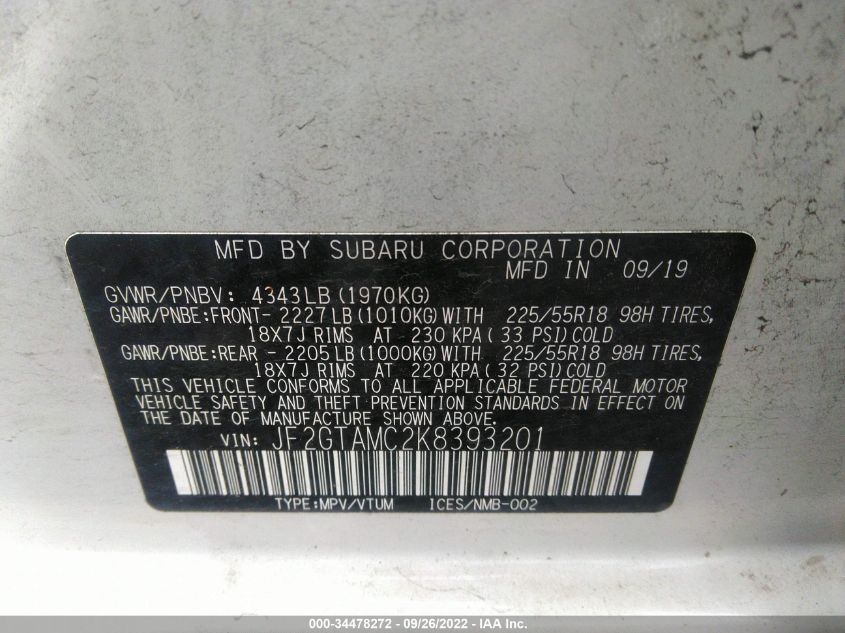 MFD BY SUBARU CORPORATION
MFD IN 09/19
GVWR/PNBV: 4343LB(1970KG)
GAWR/PNBE:FRONT- 2227LB(1010KG)WITH 225/55R18 98H TIRES,
18X7J RIMS AT 230 KPA(33 PSI)COLD
GAWR/PNBE:REAR - 2205LB(1000KG)WITH 225/55R18 98H TIRES,
18X7J RIMS AT 220 KPA(32 PSI)COLD
THIS VEHICLE CONFORMS TO ALL APPLICABLE FEDERAL MOTOR
VEHICLE SAFETY AND THEFT PREVENTION STANDARDS IN EFFECT ON
THE DATE OF MANUFACTURE SHOWN ABOVE.
VIN: JF2GTAMC2K8393201
TYPE:MPV/VTUM ICES/NMB-002
000-34478272 - 09/26/2022 - IAA Inc.